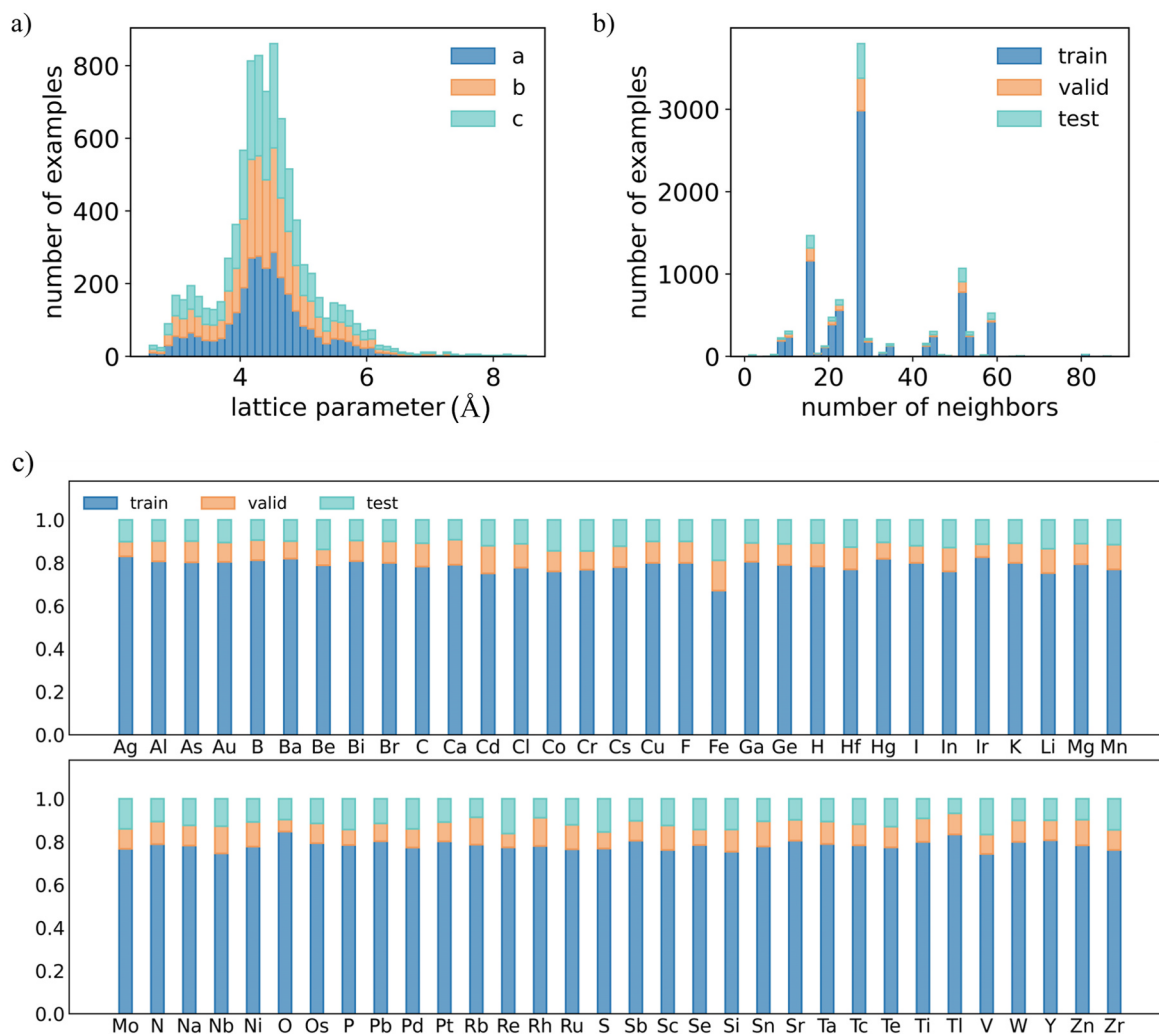 a)
number of examples
800
600
400
200
0
4 6 8
lattice parameter (Å)
a
b
c
b)
number of examples
3000
2000
1000
0
0 20 40 60 80
number of neighbors
train
valid
test
c)
train valid test
1.0
0.8
0.6
0.4
0.2
0.0
Ag Al As Au B Ba Be Bi Br C Ca Cd Cl Co Cr Cs Cu F Fe Ga Ge H Hf Hg I In Ir K Li Mg Mn
1.0
0.8
0.6
0.4
0.2
0.0
Mo N Na Nb Ni O Os P Pb Pd Pt Rb Re Rh Ru S Sb Sc Se Si Sn Sr Ta Tc Te Ti Tl V W Y Zn Zr